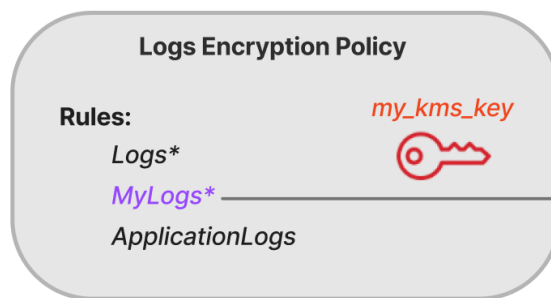 Logs Encryption Policy
Rules:
my_kms_key
Logs*
MyLogs*
ApplicationLogs